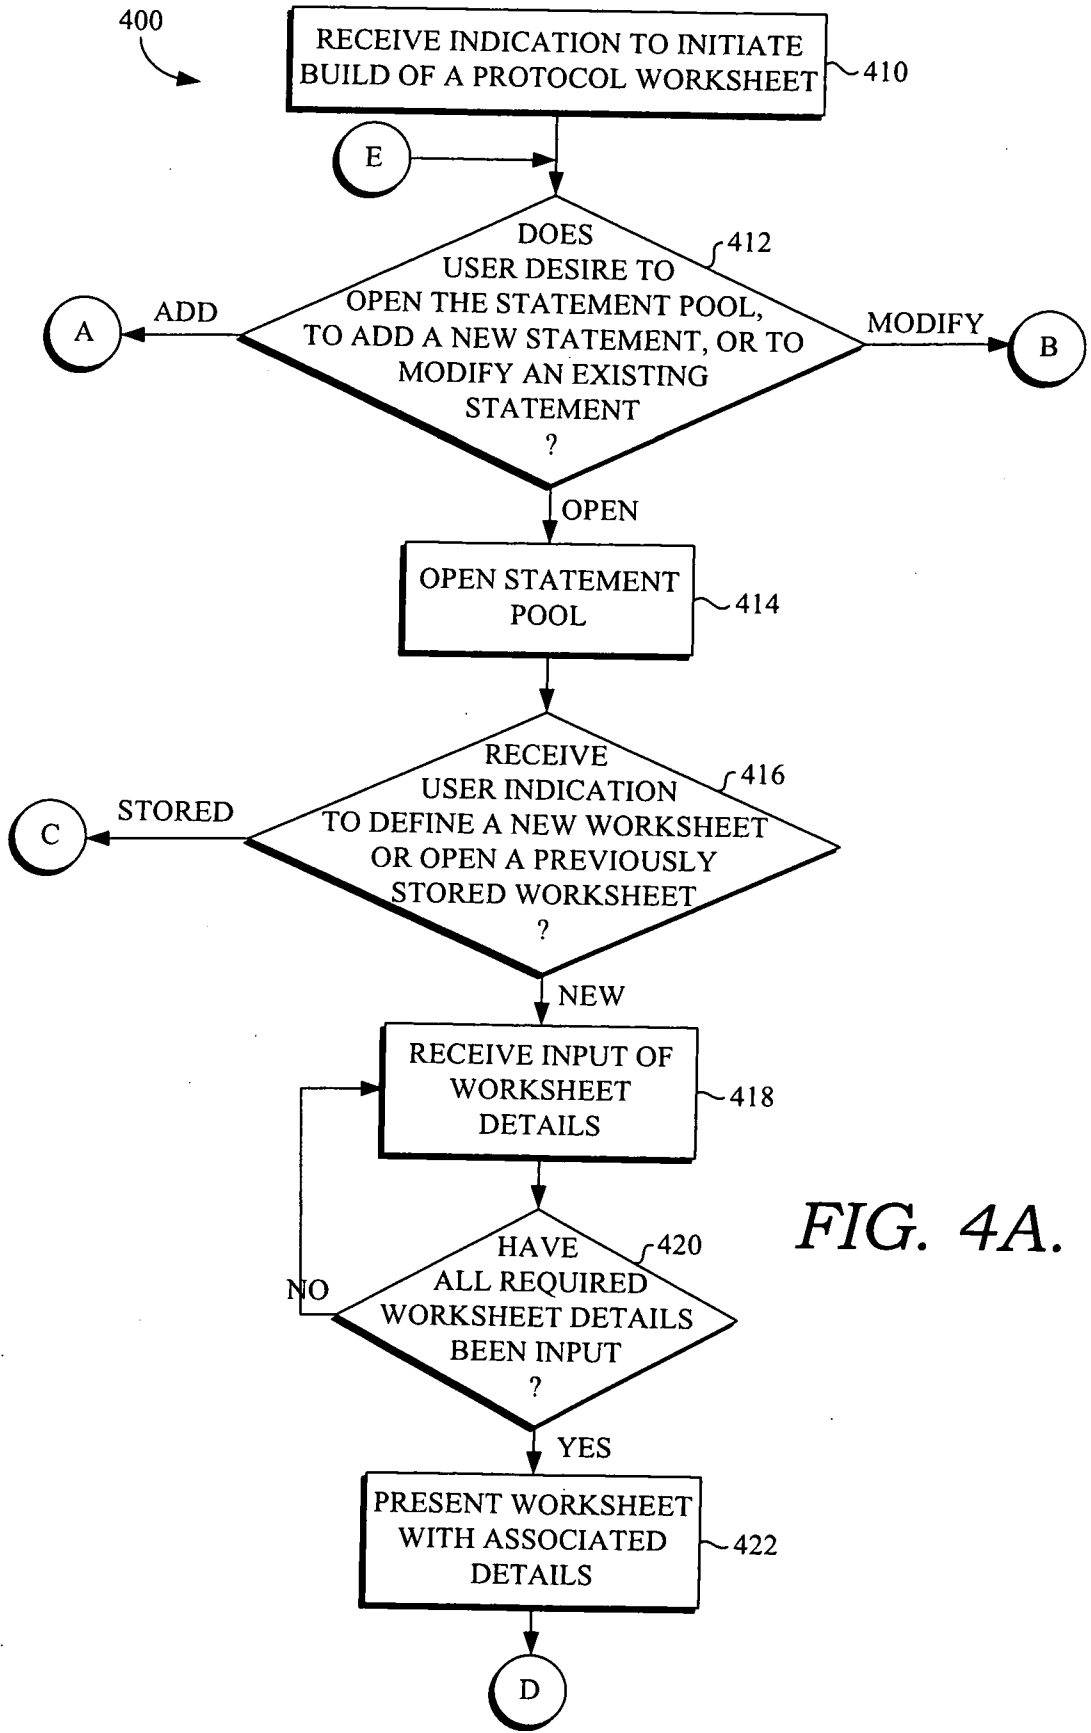 400
RECEIVE INDICATION TO INITIATE
BUILD OF A PROTOCOL WORKSHEET
410
E
DOES
USER DESIRE TO
OPEN THE STATEMENT POOL,
TO ADD A NEW STATEMENT, OR TO
MODIFY AN EXISTING
STATEMENT
?
412
ADD
A
MODIFY
B
OPEN
OPEN STATEMENT
POOL
414
RECEIVE
USER INDICATION
TO DEFINE A NEW WORKSHEET
OR OPEN A PREVIOUSLY
STORED WORKSHEET
?
416
STORED
C
NEW
RECEIVE INPUT OF
WORKSHEET
DETAILS
418
HAVE
ALL REQUIRED
WORKSHEET DETAILS
BEEN INPUT
?
420
NO
FIG. 4A.
YES
PRESENT WORKSHEET
WITH ASSOCIATED
DETAILS
422
D